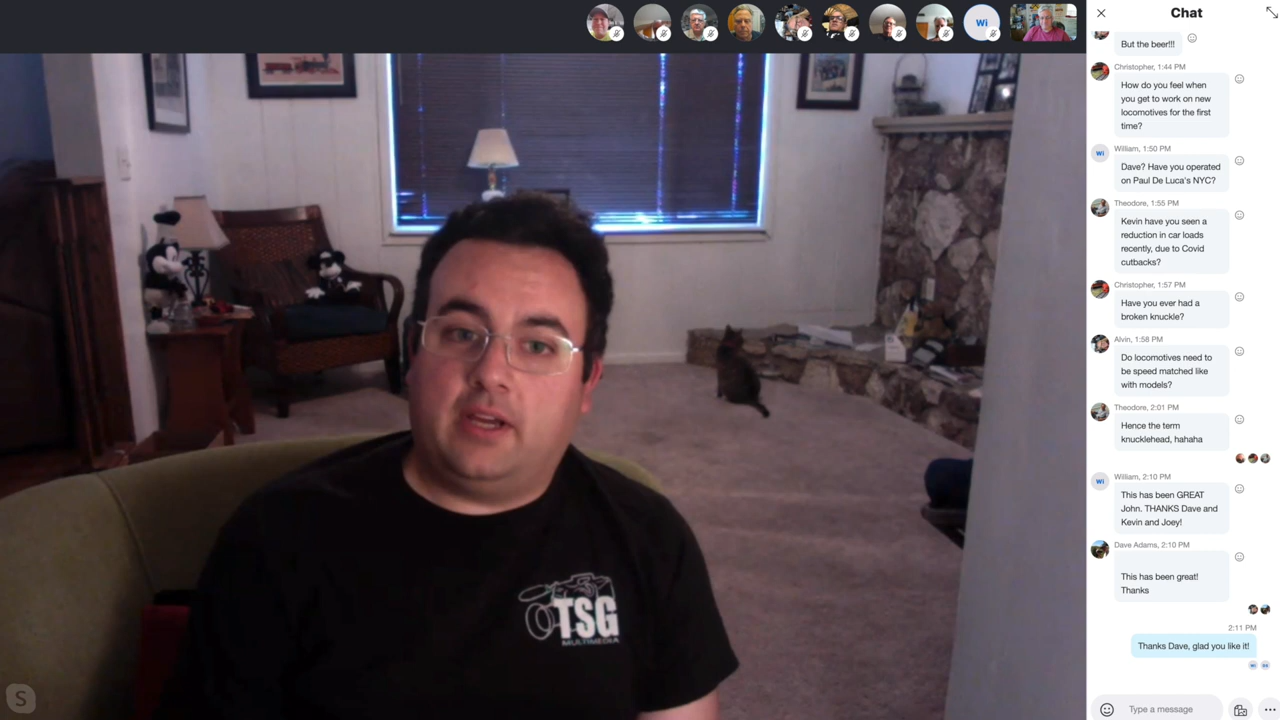 Wi
Chat
But the beer!!!
Christopher, 1:44 PM
How do you feel when
you get to work on new
locomotives for the first
time?
Wi
William, 1:50 PM
Dave? Have you operated
on Paul De Luca's NYC?
Theodore, 1:55 PM
Kevin have you seen a
reduction in car loads
recently, due to Covid
cutbacks?
Christopher, 1:57 PM
Have you ever had a
broken knuckle?
Alvin, 1:58 PM
Do locomotives need to
be speed matched like
with models?
Theodore, 2:01 PM
Hence the term
knucklehead, hahaha
Wi
William, 2:10 PM
This has been GREAT
John. THANKS Dave and
Kevin and Joey!
Dave Adams, 2:10 PM
This has been great!
Thanks
2:11 PM
Thanks Dave, glad you like it!
Type a message
TSG
MULTIMEDIA
S